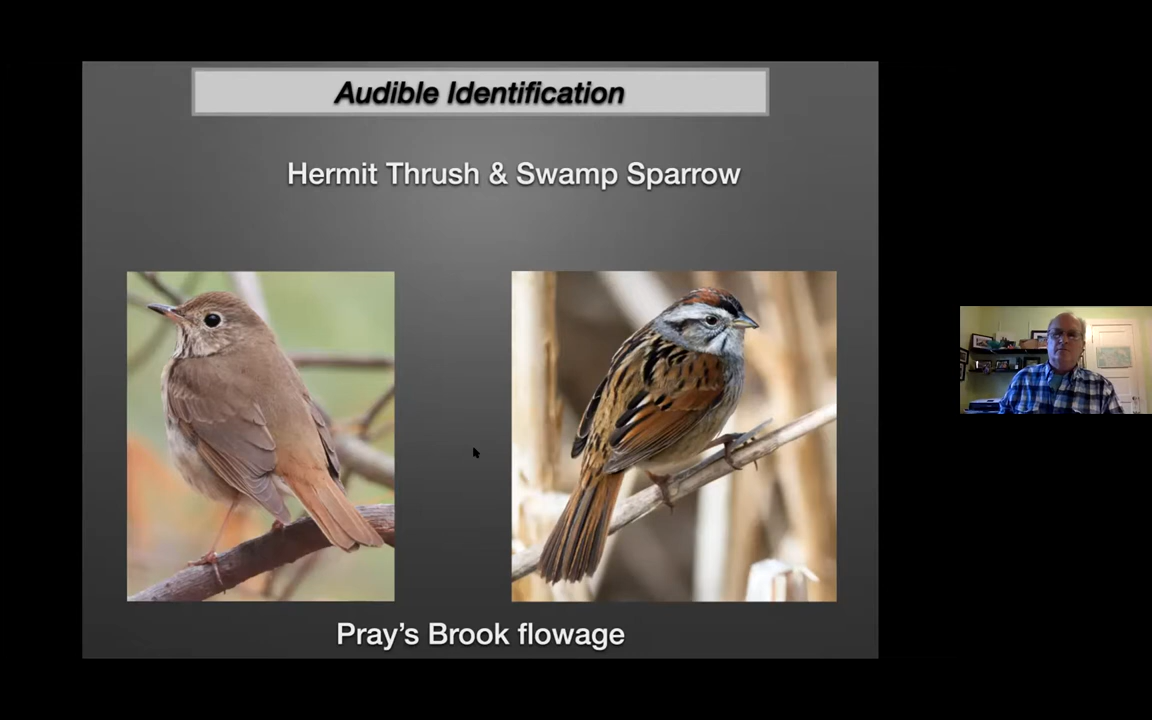 Audible Identification
Hermit Thrush & Swamp Sparrow
Pray's Brook flowage